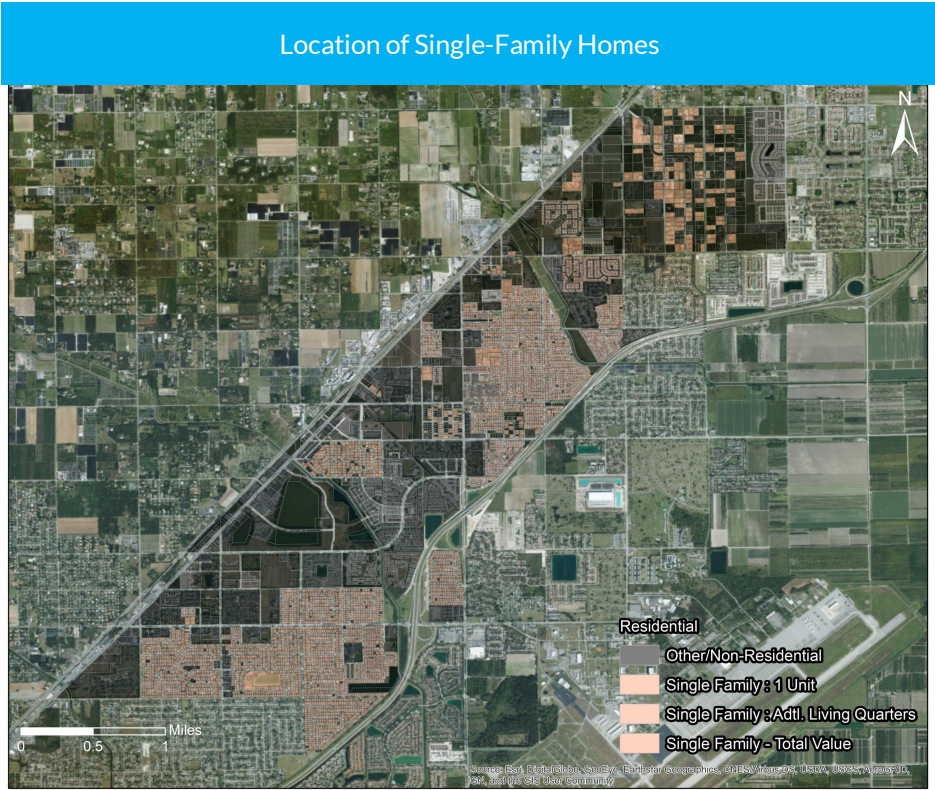 Location of Single-Family Homes
N
Residential
Other/Non-Residential
Single Family : 1 Unit
Single Family : Adtl. Living Quarters
Single Family - Total Value
Miles
0 0.5 1
Source: Esri, DigitalGlobe, GeoEye, Earthstar Geographics, CNES/Airbus DS, USDA, USGS, AeroGRID,
IGN, and the GIS User Community